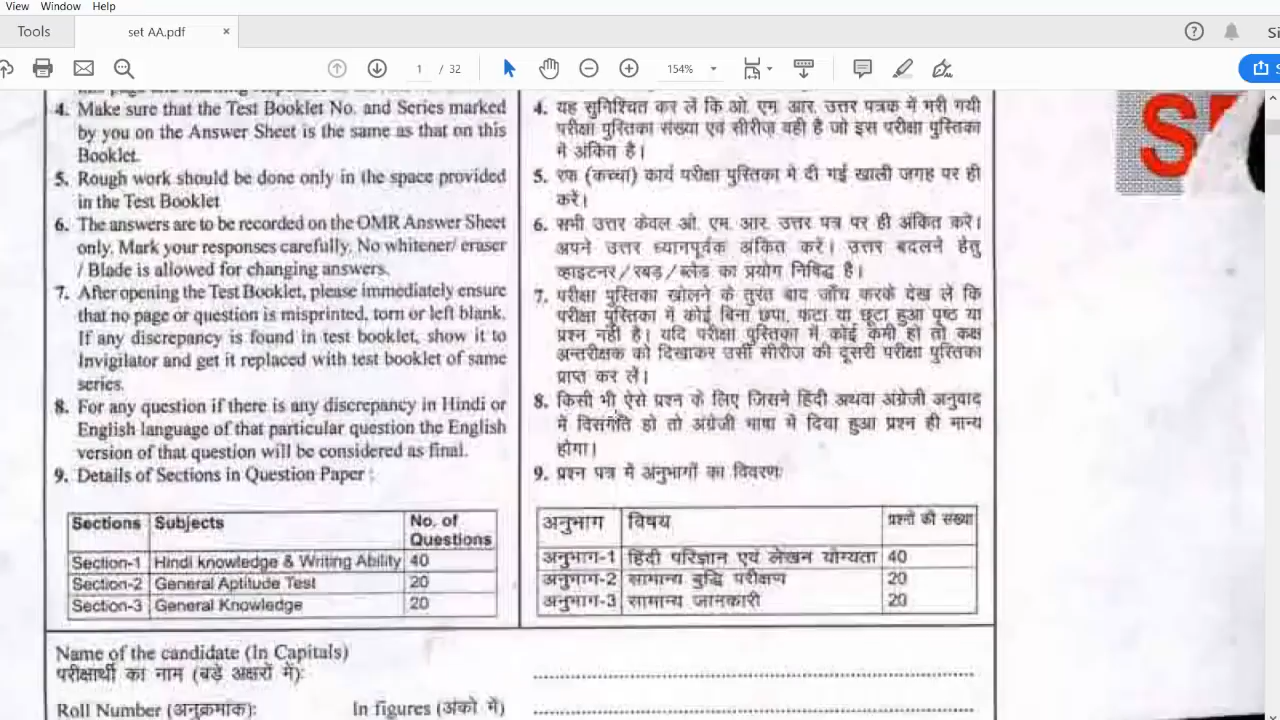 View Window Help
Tools
set AA.pdf ×
1 / 32
154%
4. Make sure that the Test Booklet No. and Series marked
by you on the Answer Sheet is the same as that on this
Booklet.
5. Rough work should be done only in the space provided
in the Test Booklet
6. The answers are to be recorded on the OMR Answer Sheet
only. Mark your responses carefully. No whitener/ eraser
/ Blade is allowed for changing answers.
7. After opening the Test Booklet, please immediately ensure
that no page or question is misprinted, torn or left blank.
If any discrepancy is found in test booklet, show it to
Invigilator and get it replaced with test booklet of same
series.
8. For any question if there is any discrepancy in Hindi or
English language of that particular question the English
version of that question will be considered as final.
9. Details of Sections in Question Paper :
Sections Subjects No. of
Questions
Section-1 Hindi knowledge & Writing Ability 40
Section-2 General Aptitude Test 20
Section-3 General Knowledge 20
4. यह सुनिश्चित कर लें कि ओ. एम. आर. उत्तर पत्रक में भरी गयी
परीक्षा पुस्तिका संख्या एवं सीरीज वही है जो इस परीक्षा पुस्तिका
में अंकित है।
5. रफ (कच्चा) कार्य परीक्षा पुस्तिका मे दी गई खाली जगह पर ही
करें।
6. सभी उत्तर केवल ओ. एम. आर. उत्तर पत्र पर ही अंकित करें।
अपने उत्तर ध्यानपूर्वक अंकित करें। उत्तर बदलने हेतु
व्हाइटनर/रबड़/ब्लेड का प्रयोग निषिद्ध है।
7. परीक्षा पुस्तिका खोलने के तुरंत बाद जाँच करके देख लें कि
परीक्षा पुस्तिका में कोई बिना छपा, फटा या छूटा हुआ पृष्ठ या
प्रश्न नहीं है। यदि परीक्षा पुस्तिका में कोई कमी हो तो कक्ष
अन्तरीक्षक को दिखाकर उसी सीरीज की दूसरी परीक्षा पुस्तिका
प्राप्त कर लें।
8. किसी भी ऐसे प्रश्न के लिए जिसने हिंदी अथवा अंग्रेजी अनुवाद
में विसगंति हो तो अंग्रेजी भाषा में दिया हुआ प्रश्न ही मान्य
होगा।
9. प्रश्न पत्र में अनुभागों का विवरणः
अनुभाग विषय प्रश्नों की संख्या
अनुभाग-1 हिंदी परिज्ञान एवं लेखन योग्यता 40
अनुभाग-2 सामान्य बुद्धि परीक्षण 20
अनुभाग-3 सामान्य जानकारी 20
Name of the candidate (In Capitals)
परीक्षार्थी का नाम (बड़े अक्षरों में):
Roll Number (अनुक्रमांक): In figures (अंको में)